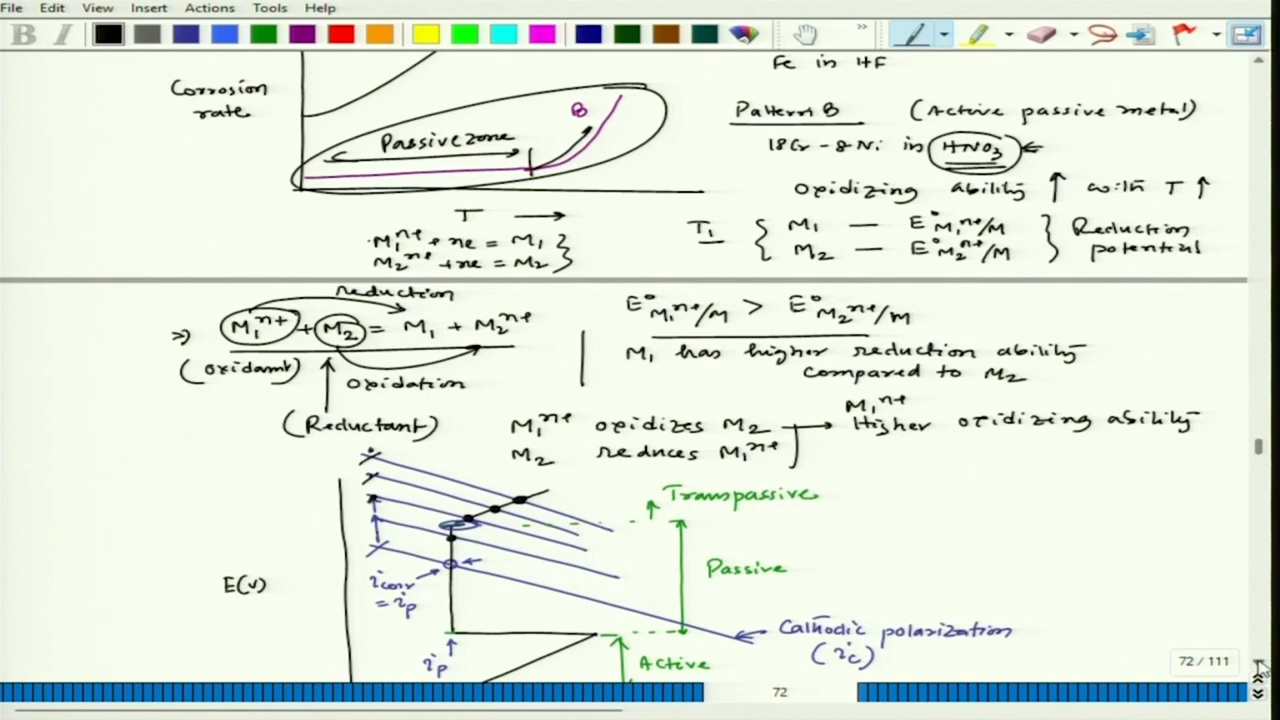 File View Insert Actions Tools Help
B I
Corrosion
rate
Passive zone
B
T →
M₁ⁿ⁺ + ne = M₁
M₂ⁿ⁺ + ne = M₂
Fe in HF
Pattern B (Active passive metal)
18Cr-8Ni in HNO₃
oxidizing ability ↑ with T ↑
T₁ M₁ — E°M₁ⁿ⁺/M Reduction
M₂ — E°M₂ⁿ⁺/M potential
reduction
⇒ M₁ⁿ⁺ + M₂ = M₁ + M₂ⁿ⁺
(oxidant) oxidation
(Reductant)
E°M₁ⁿ⁺/M > E°M₂ⁿ⁺/M
M₁ has higher reduction ability
compared to M₂
M₁ⁿ⁺ oxidizes M₂ → M₁ⁿ⁺ Higher oxidizing ability
M₂ reduces M₁ⁿ⁺
Transpassive
Passive
E(V)
icorr
= ip
Cathodic polarization
(ic)
ip
Active
72 / 111
72